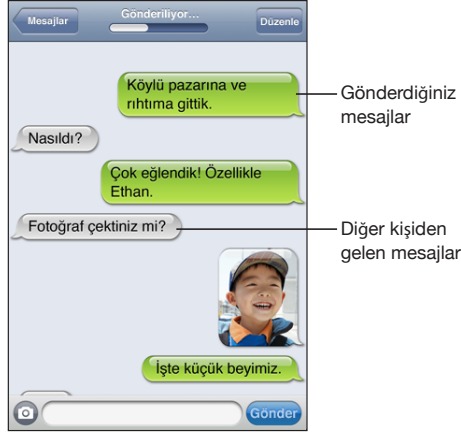 Mesajlar
Gönderiliyor...
Düzenle
Köylü pazarına ve
rıhtıma gittik.
Gönderdiğiniz
mesajlar
Nasıldı?
Çok eğlendik! Özellikle
Ethan.
Fotoğraf çektiniz mi?
Diğer kişiden
gelen mesajlar
İşte küçük beyimiz.
Gönder